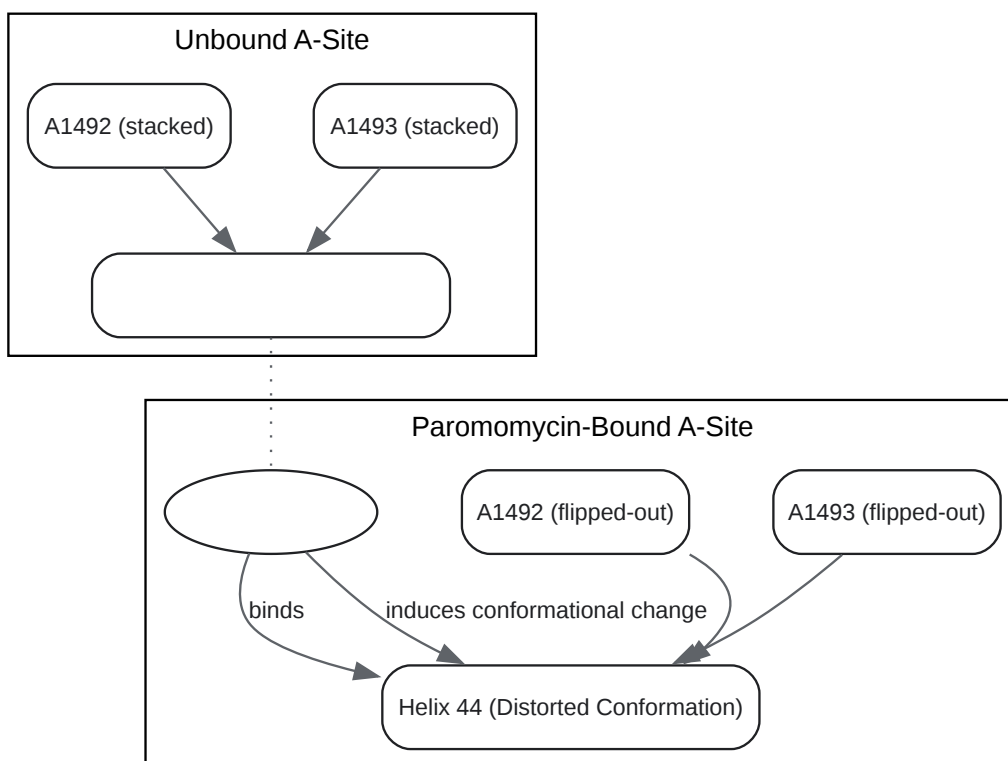 Unbound A-Site
A1492 (stacked)
A1493 (stacked)
Paromomycin-Bound A-Site
A1492 (flipped-out)
A1493 (flipped-out)
binds
induces conformational change
Helix 44 (Distorted Conformation)